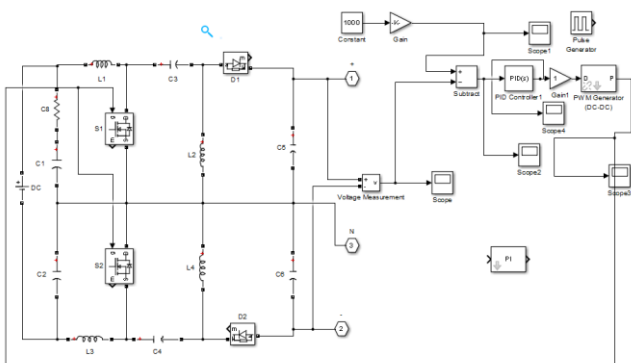 1000
-K-
Constant
Gain
Scope1
Pulse
Generator
L1
C3
D1
+
1
Subtract
PID(s)
PID Controller1
Gain1
PWM Generator
(DC-DC)
P
Scope4
C8
S1
C1
DC
L2
C5
Scope2
Scope3
Voltage Measurement
+
-
v
Scope
N
3
P1
C2
S2
L4
C6
D2
-
2
L3
C4